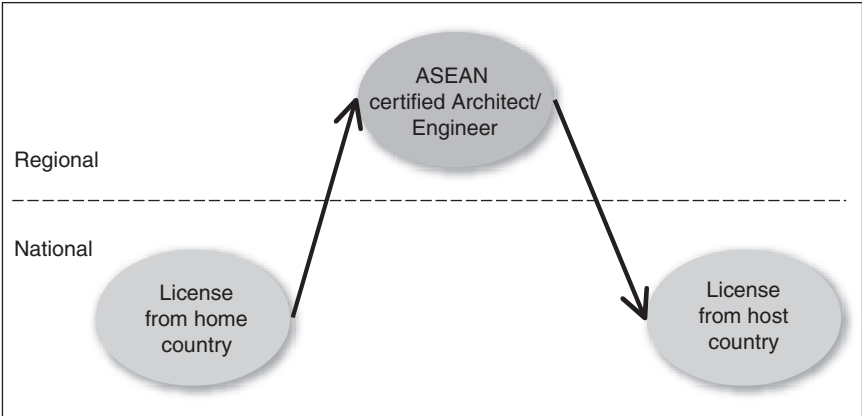 ASEAN
certified Architect/
Engineer
Regional
National
License
from home
country
License
from host
country